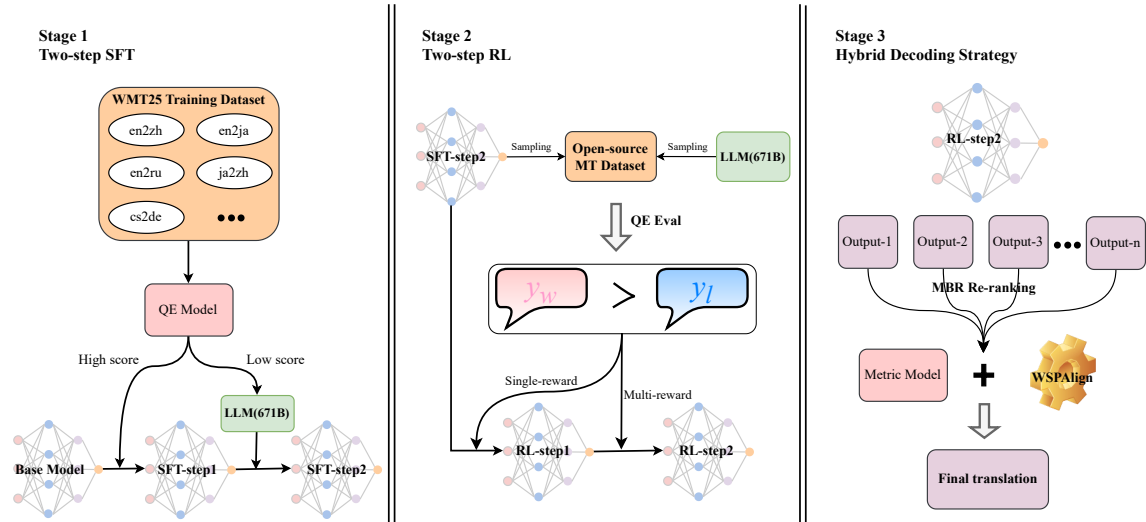 Stage 1
Two-step SFT
WMT25 Training Dataset
en2zh
en2ja
en2ru
ja2zh
cs2de
QE Model
High score
Low score
LLM(671B)
Base Model
SFT-step1
SFT-step2
Stage 2
Two-step RL
SFT-step2
Sampling
Open-source
MT Dataset
Sampling
LLM(671B)
QE Eval
y_w
>
y_l
Single-reward
Multi-reward
RL-step1
RL-step2
Stage 3
Hybrid Decoding Strategy
RL-step2
Output-1
Output-2
Output-3
Output-n
MBR Re-ranking
Metric Model
+
WSPAlign
Final translation